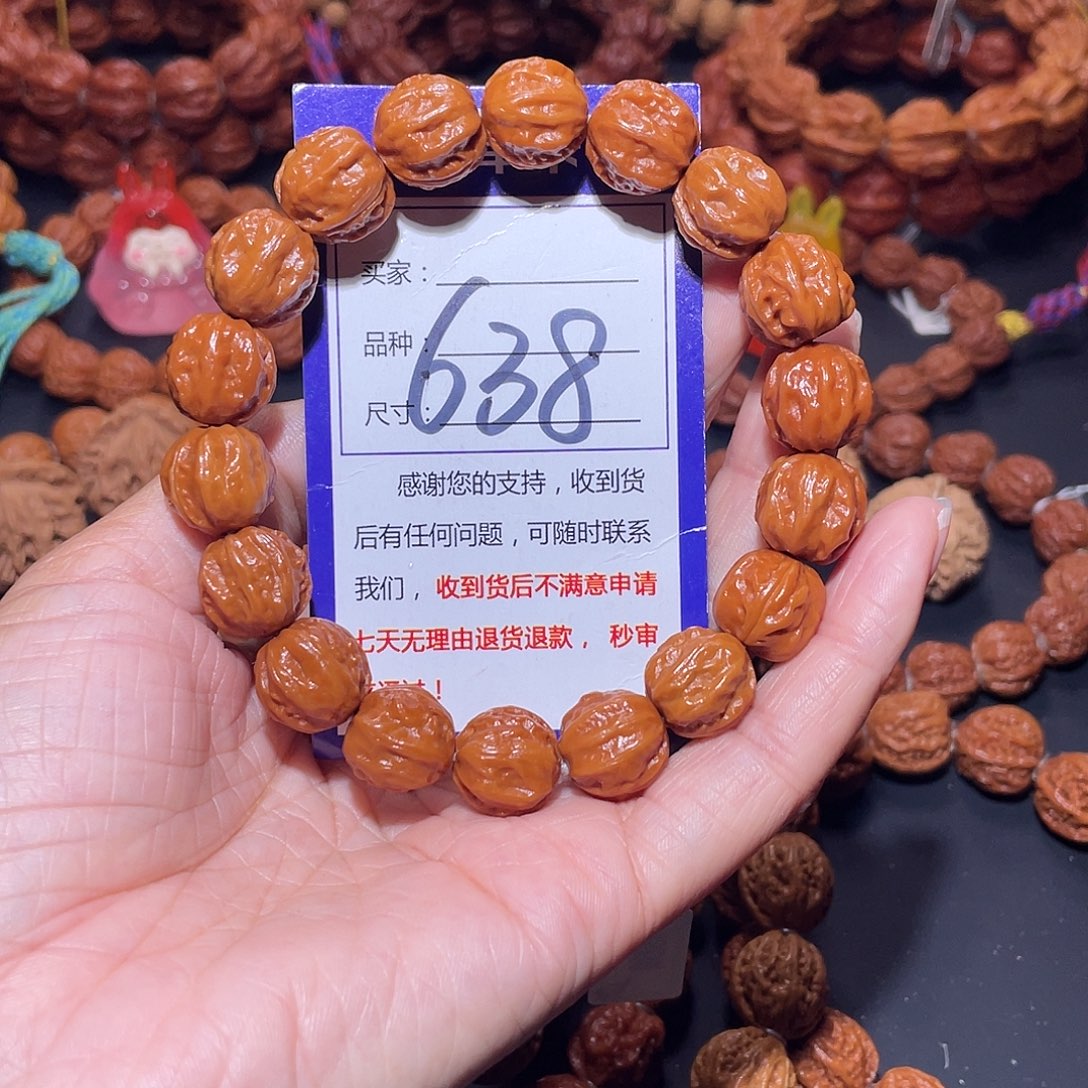 买家：
品种：
尺寸：
638
感谢您的支持，收到货
后有任何问题，可随时联系
我们，收到货后不满意申请
七天无理由退货退款，秒审
！